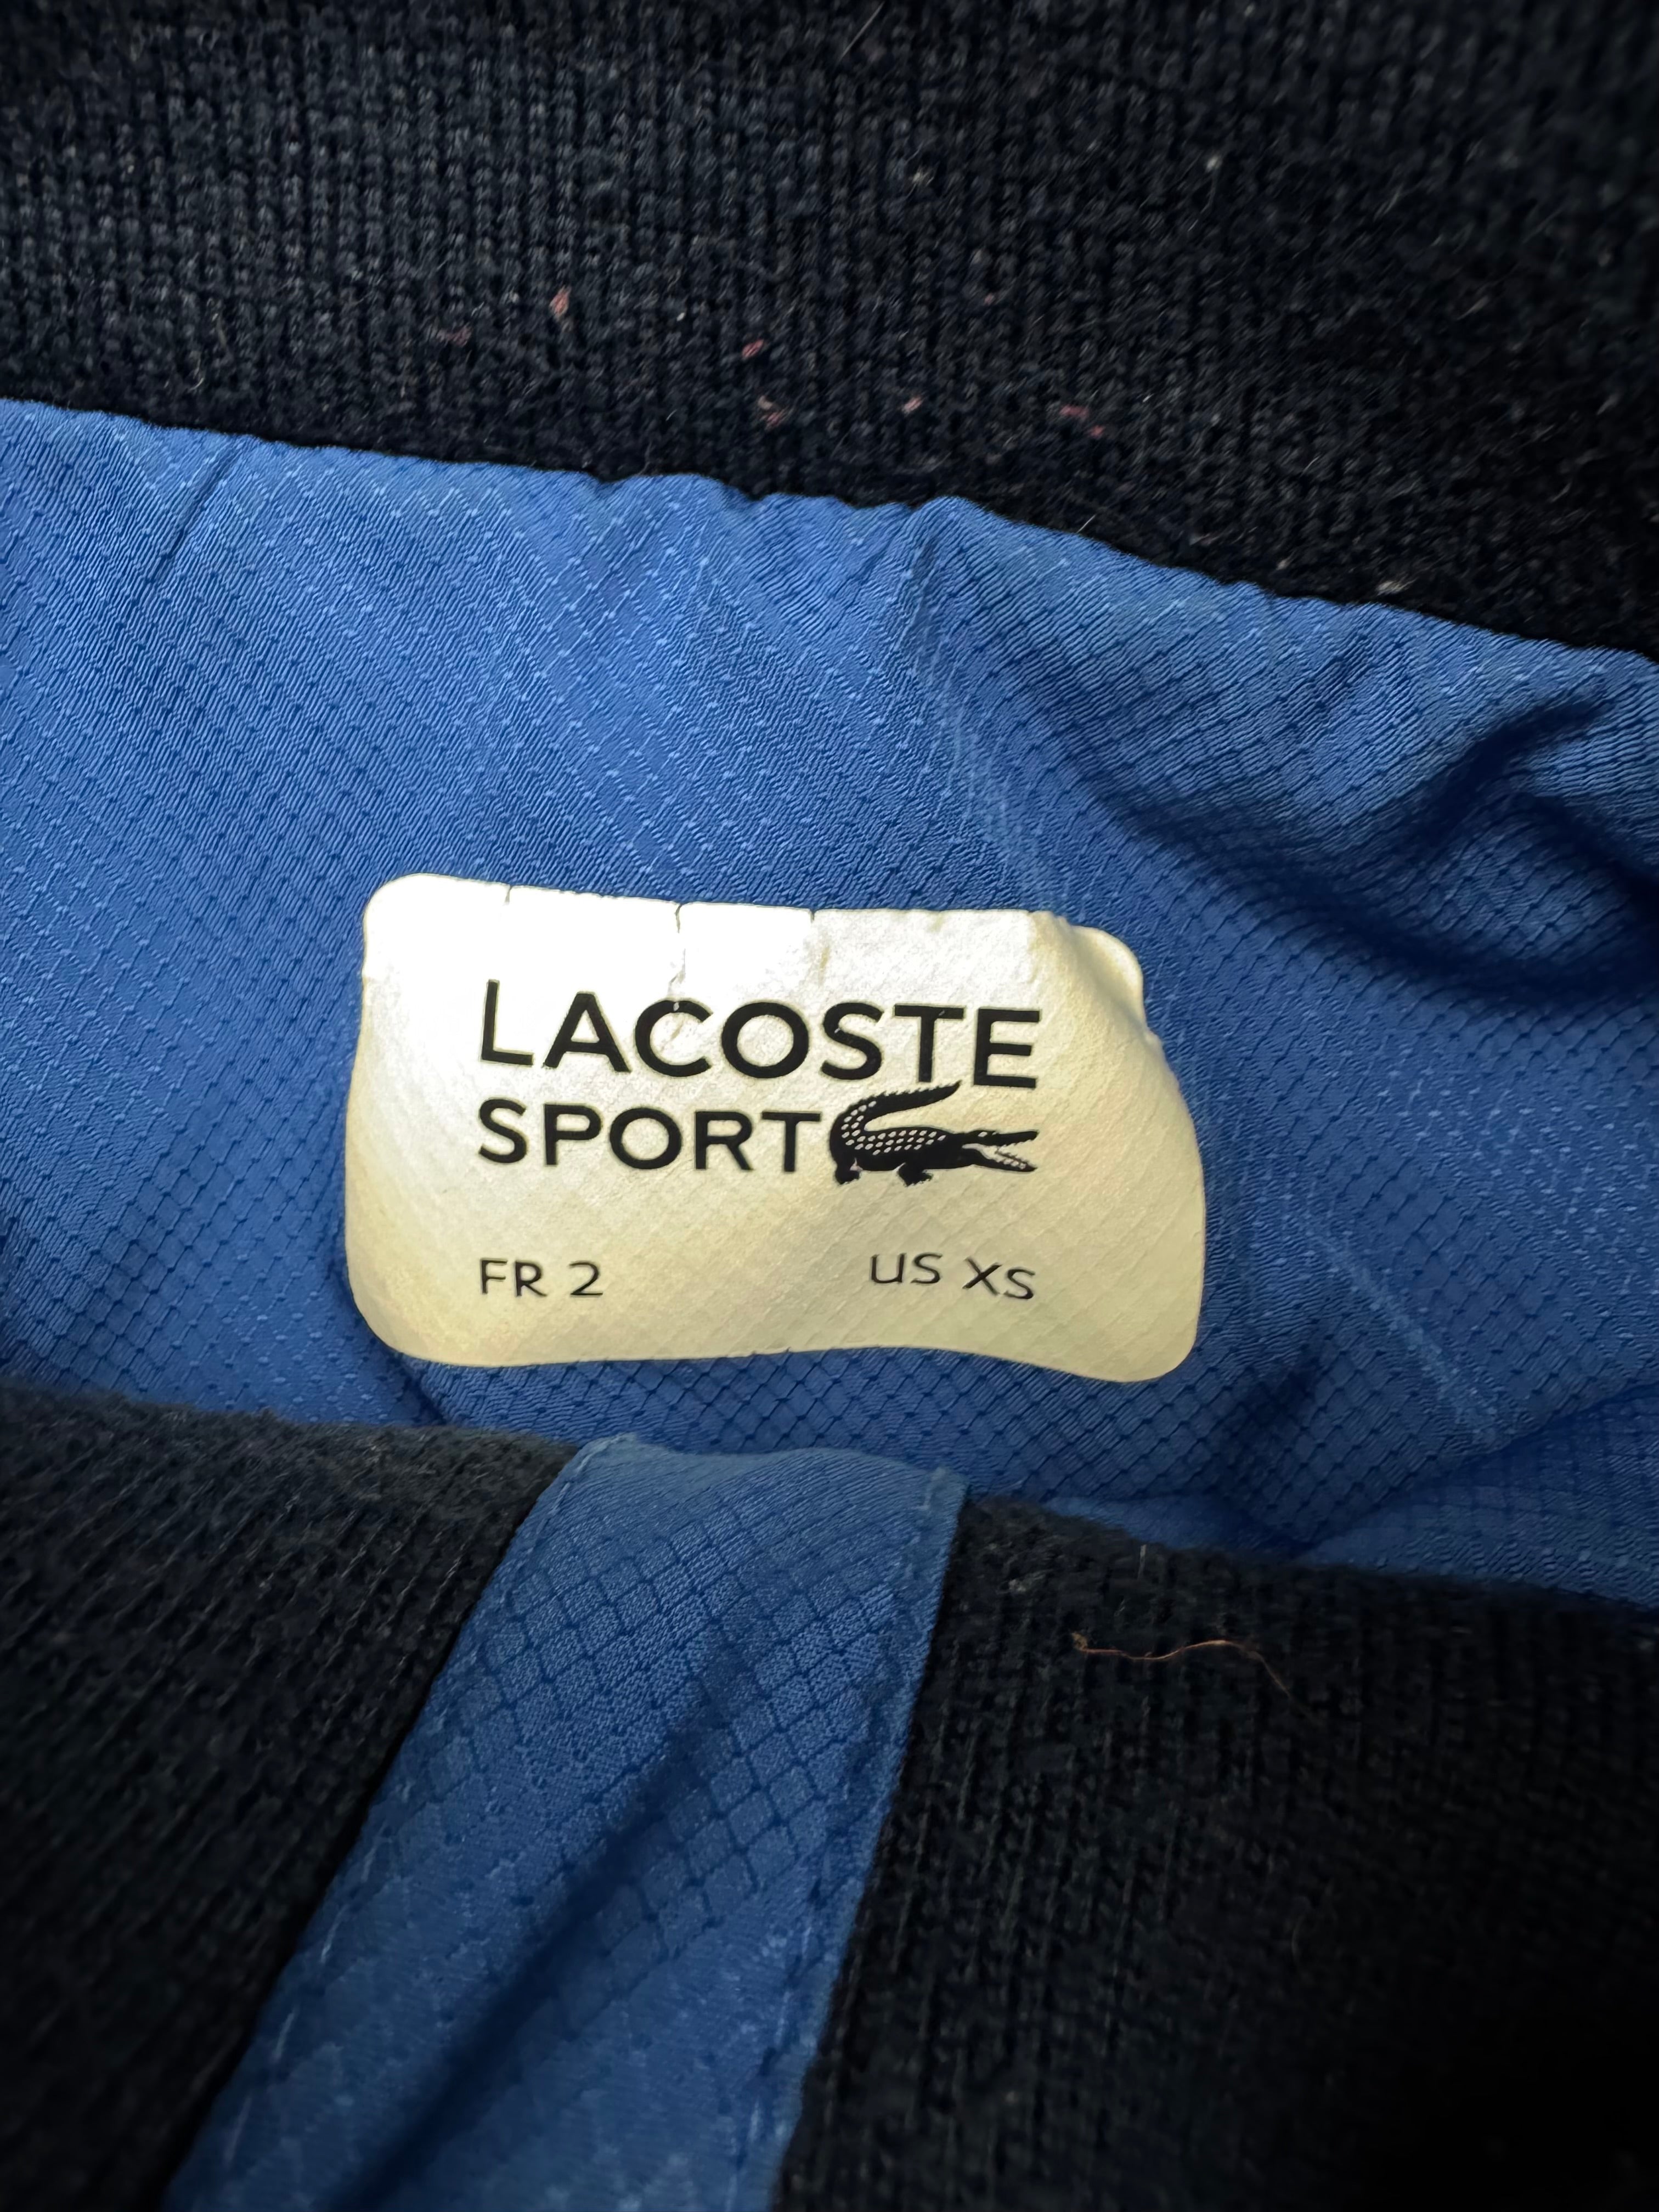 LACOSTE
SPORT
FR 2 US XS